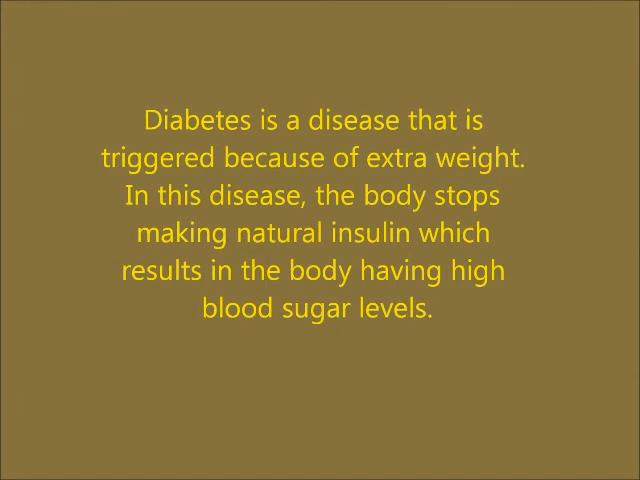 Diabetes is a disease that is
triggered because of extra weight.
In this disease, the body stops
making natural insulin which
results in the body having high
blood sugar levels.